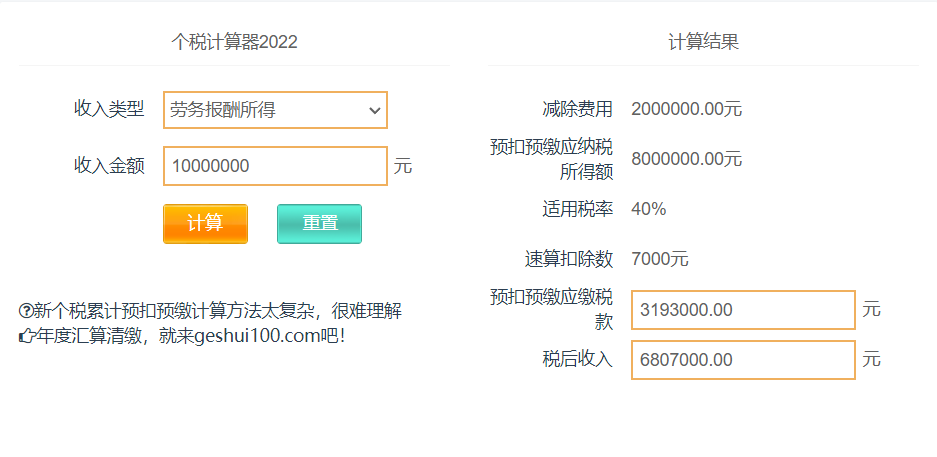 个税计算器2022
收入类型 劳务报酬所得
收入金额 10000000 元
计算 重置
新个税累计预扣预缴计算方法太复杂，很难理解
年度汇算清缴，就来geshui100.com吧！
计算结果
减除费用 2000000.00元
预扣预缴应纳税
所得额 8000000.00元
适用税率 40%
速算扣除数 7000元
预扣预缴应缴税
款 3193000.00 元
税后收入 6807000.00 元